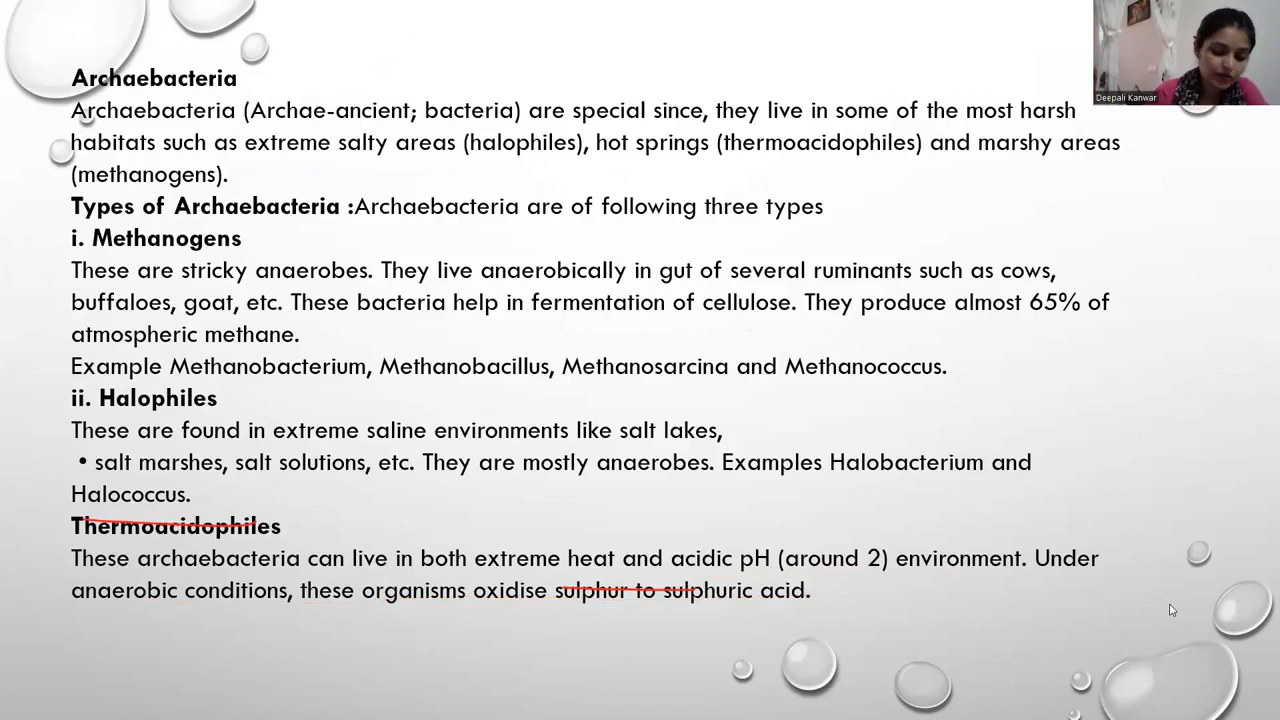 Deepali Kanwar
Archaebacteria
Archaebacteria (Archae-ancient; bacteria) are special since, they live in some of the most harsh
habitats such as extreme salty areas (halophiles), hot springs (thermoacidophiles) and marshy areas
(methanogens).
Types of Archaebacteria :Archaebacteria are of following three types
i. Methanogens
These are stricky anaerobes. They live anaerobically in gut of several ruminants such as cows,
buffaloes, goat, etc. These bacteria help in fermentation of cellulose. They produce almost 65% of
atmospheric methane.
Example Methanobacterium, Methanobacillus, Methanosarcina and Methanococcus.
ii. Halophiles
These are found in extreme saline environments like salt lakes,
• salt marshes, salt solutions, etc. They are mostly anaerobes. Examples Halobacterium and
Halococcus.
Thermoacidophiles
These archaebacteria can live in both extreme heat and acidic pH (around 2) environment. Under
anaerobic conditions, these organisms oxidise sulphur to sulphuric acid.